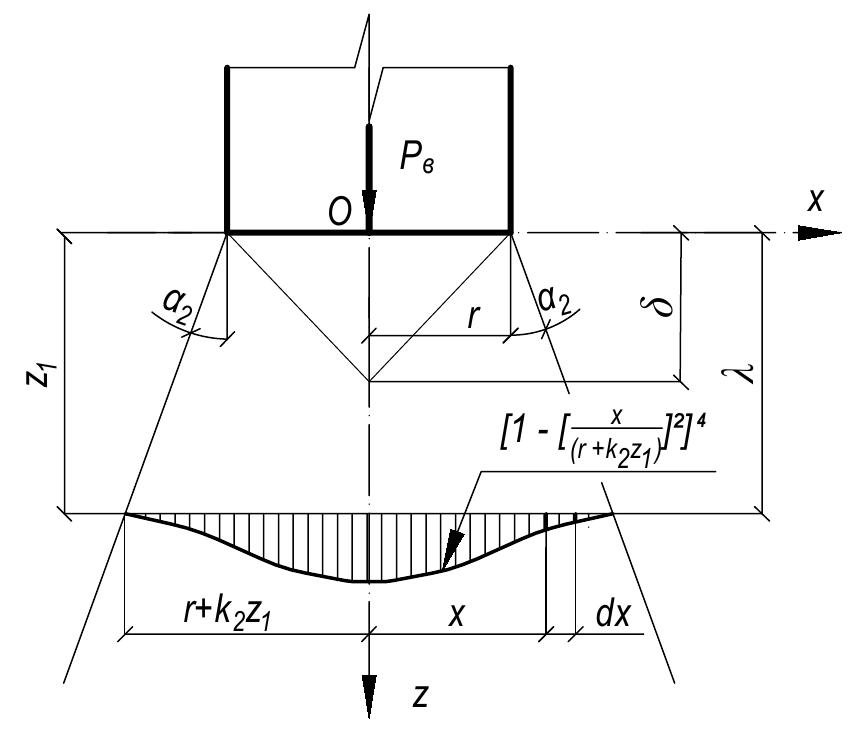 Pв
O
x
α2
r
α2
δ
z1
λ
[1 - [x/(r+k2z1)]²]⁴
r+k2z1
x
dx
z